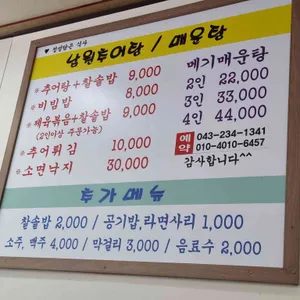 ♥ 정성담은 식사
남원추어탕 / 매운탕
* 추어탕+찰솥밥 9,000
* 비빔밥 8,000
* 제육볶음+찰솥밥 9,000
(2인이상 주문가능)
* 추어튀김 10,000
* 소면낙지 30,000
메기매운탕
2인 22,000
3인 33,000
4인 44,000
예약 043-234-1341
010-4010-6457
감사합니다^^
추가메뉴
찰솥밥 2,000 / 공기밥,라면사리 1,000
소주, 맥주 4,000 / 막걸리 3,000 / 음료수 2,000